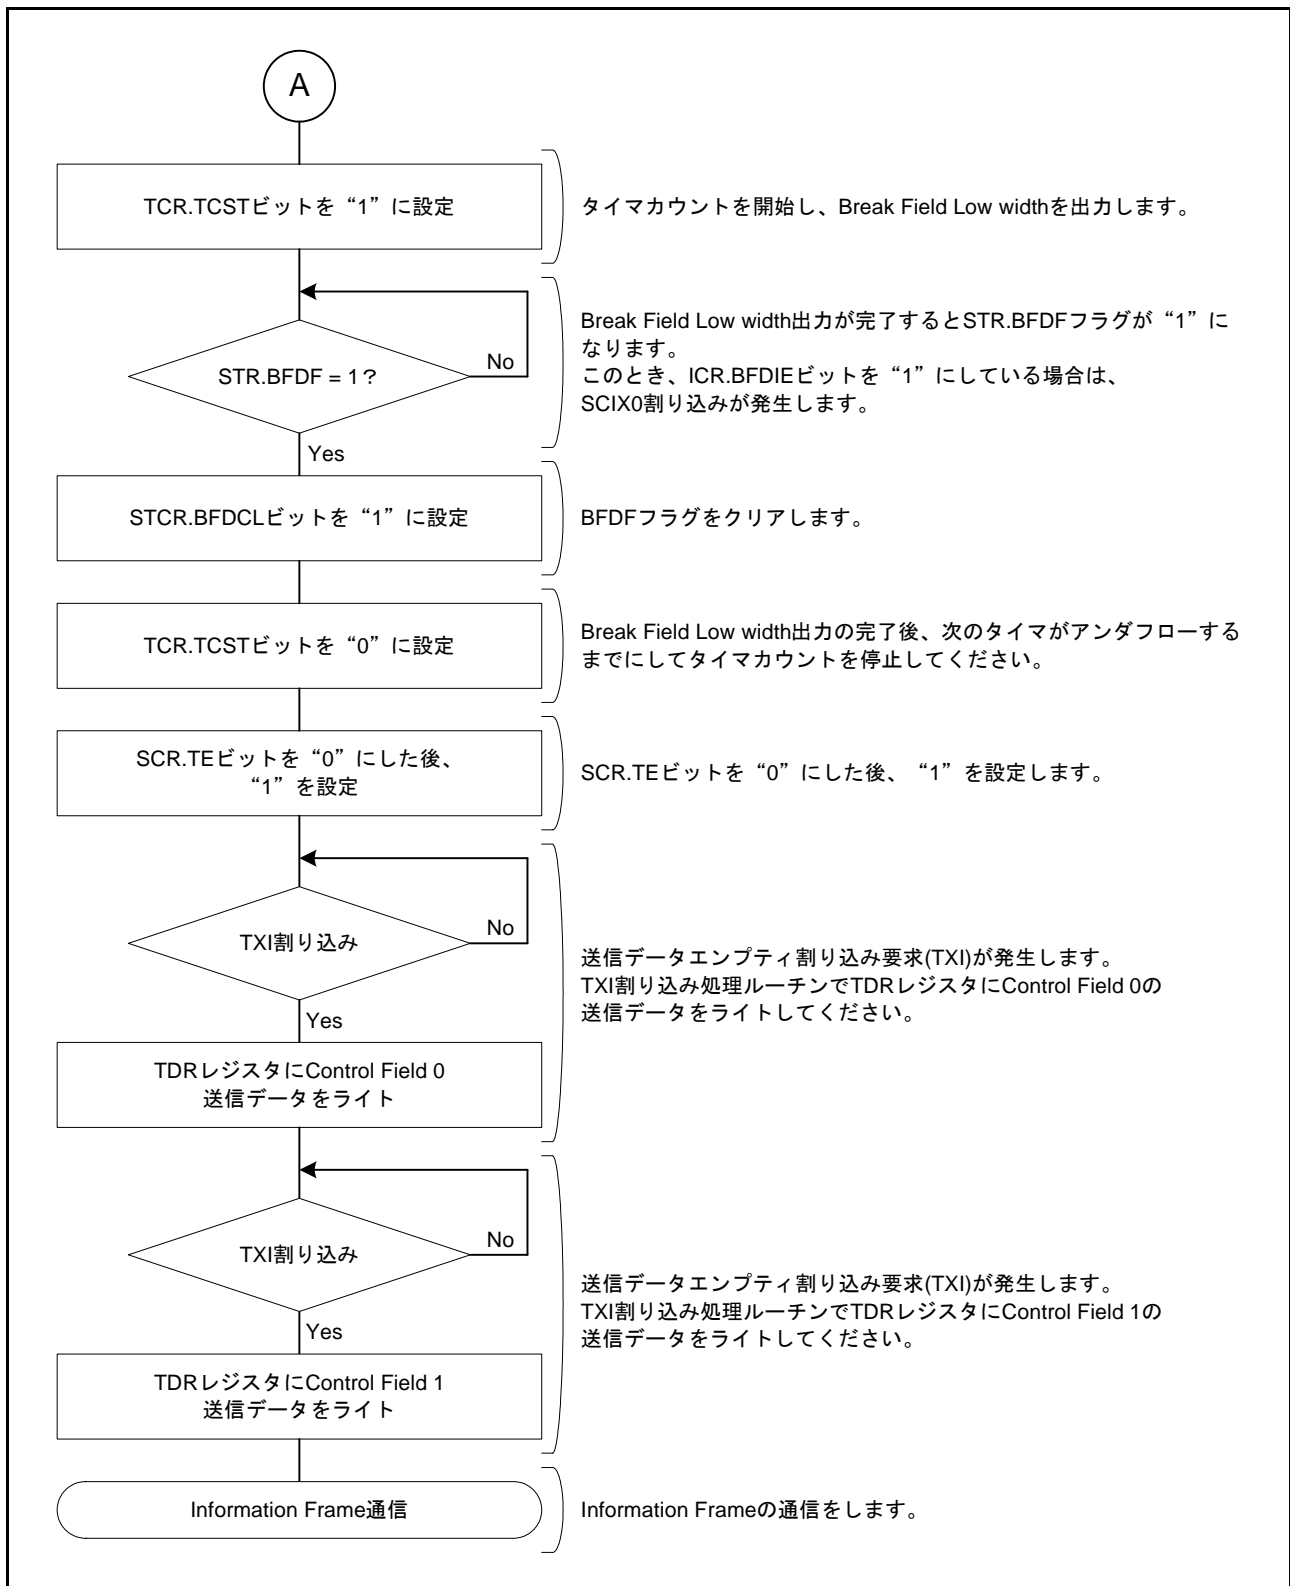 A
TCR.TCSTビットを“1”に設定
タイマカウントを開始し、Break Field Low widthを出力します。
STR.BFDF = 1？
No
Yes
Break Field Low width出力が完了するとSTR.BFDFフラグが“1”に
なります。
このとき、ICR.BFDIEビットを“1”にしている場合は、
SCIX0割り込みが発生します。
STCR.BFDCLビットを“1”に設定
BFDFフラグをクリアします。
TCR.TCSTビットを“0”に設定
Break Field Low width出力の完了後、次のタイマがアンダフローする
までにしてタイマカウントを停止してください。
SCR.TEビットを“0”にした後、
“1”を設定
SCR.TEビットを“0”にした後、“1”を設定します。
TXI割り込み
No
Yes
送信データエンプティ割り込み要求(TXI)が発生します。
TXI割り込み処理ルーチンでTDRレジスタにControl Field 0の
送信データをライトしてください。
TDRレジスタにControl Field 0
送信データをライト
TXI割り込み
No
Yes
送信データエンプティ割り込み要求(TXI)が発生します。
TXI割り込み処理ルーチンでTDRレジスタにControl Field 1の
送信データをライトしてください。
TDRレジスタにControl Field 1
送信データをライト
Information Frame通信
Information Frameの通信をします。